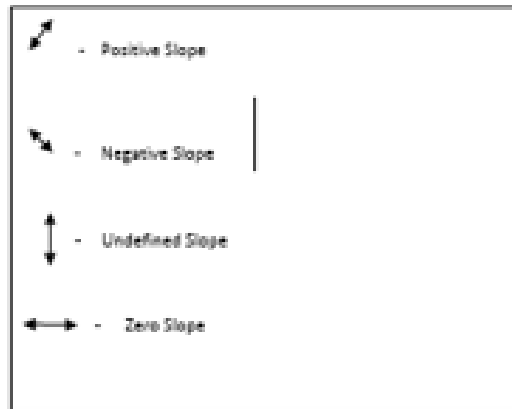 - Positive Slope
- Negative Slope
- Undefined Slope
- Zero Slope